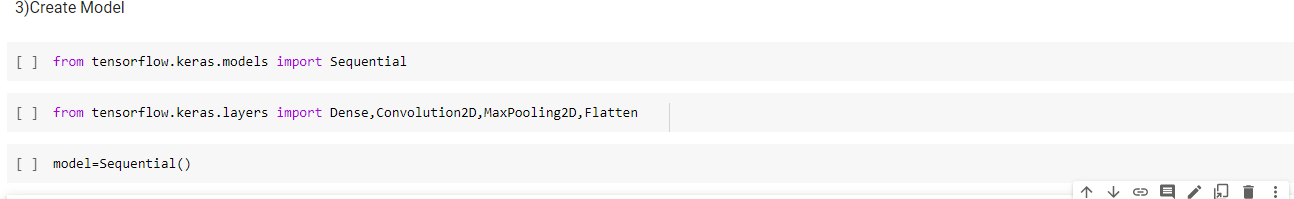 3)Create Model
[ ] from tensorflow.keras.models import Sequential
[ ] from tensorflow.keras.layers import Dense,Convolution2D,MaxPooling2D,Flatten
[ ] model=Sequential()